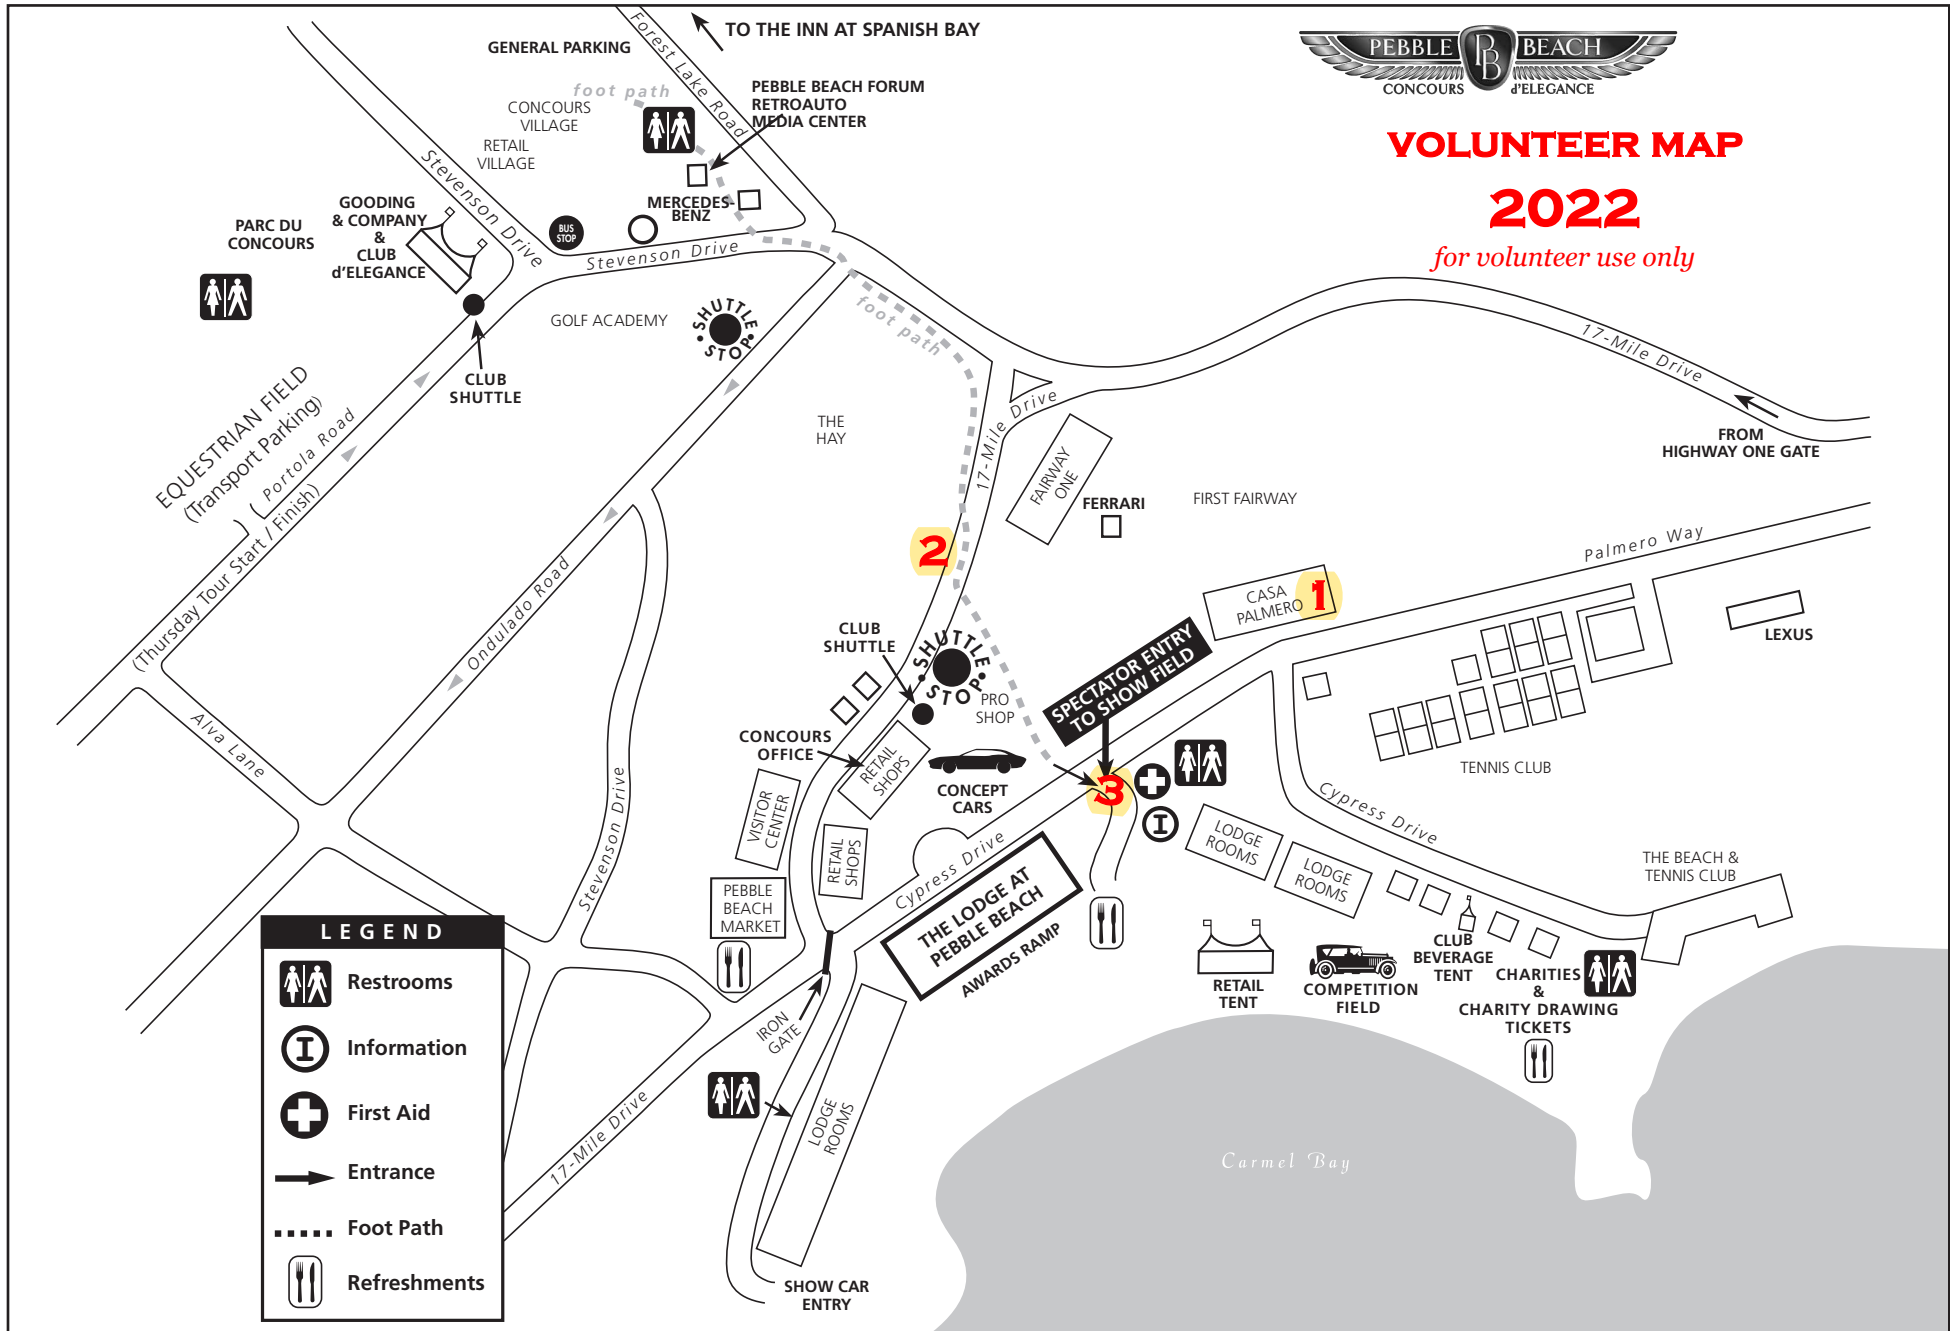 TO THE INN AT SPANISH BAY
GENERAL PARKING
Forest Lake Road
foot path
CONCOURS
VILLAGE
RETAIL
VILLAGE
PEBBLE BEACH FORUM
RETROAUTO
MEDIA CENTER
PEBBLE BEACH
PB
CONCOURS d'ELEGANCE
VOLUNTEER MAP
2022
for volunteer use only
Stevenson Drive
GOODING
& COMPANY
&
CLUB
d'ELEGANCE
PARC DU
CONCOURS
BUS
STOP
MERCEDES-
BENZ
Stevenson Drive
GOLF ACADEMY
SHUTTLE
STOP
foot path
CLUB
SHUTTLE
17-Mile Drive
FROM
HIGHWAY ONE GATE
EQUESTRIAN FIELD
(Transport Parking)
(Portola Road)
(Thursday Tour Start / Finish)
THE
HAY
17-Mile Drive
FAIRWAY
ONE
FERRARI
FIRST FAIRWAY
2
Palmero Way
CASA
PALMERO
1
LEXUS
Ondulado Road
CLUB
SHUTTLE
SHUTTLE
STOP
PRO
SHOP
SPECTATOR ENTRY
TO SHOW FIELD
CONCOURS
OFFICE
RETAIL
SHOPS
CONCEPT
CARS
3
TENNIS CLUB
Alva Lane
Stevenson Drive
VISITOR
CENTER
RETAIL
SHOPS
Cypress Drive
Cypress Drive
LODGE
ROOMS
LODGE
ROOMS
THE BEACH &
TENNIS CLUB
PEBBLE
BEACH
MARKET
THE LODGE AT
PEBBLE BEACH
AWARDS RAMP
RETAIL
TENT
COMPETITION
FIELD
CLUB
BEVERAGE
TENT
CHARITIES
&
CHARITY DRAWING
TICKETS
IRON
GATE
LODGE
ROOMS
17-Mile Drive
Carmel Bay
SHOW CAR
ENTRY
LEGEND
Restrooms
I
Information
First Aid
Entrance
Foot Path
Refreshments
I